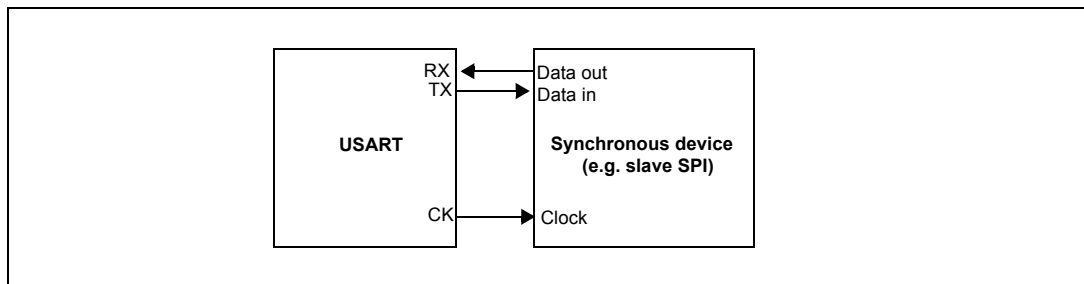 RX
TX
USART
CK
Data out
Data in
Synchronous device
(e.g. slave SPI)
Clock